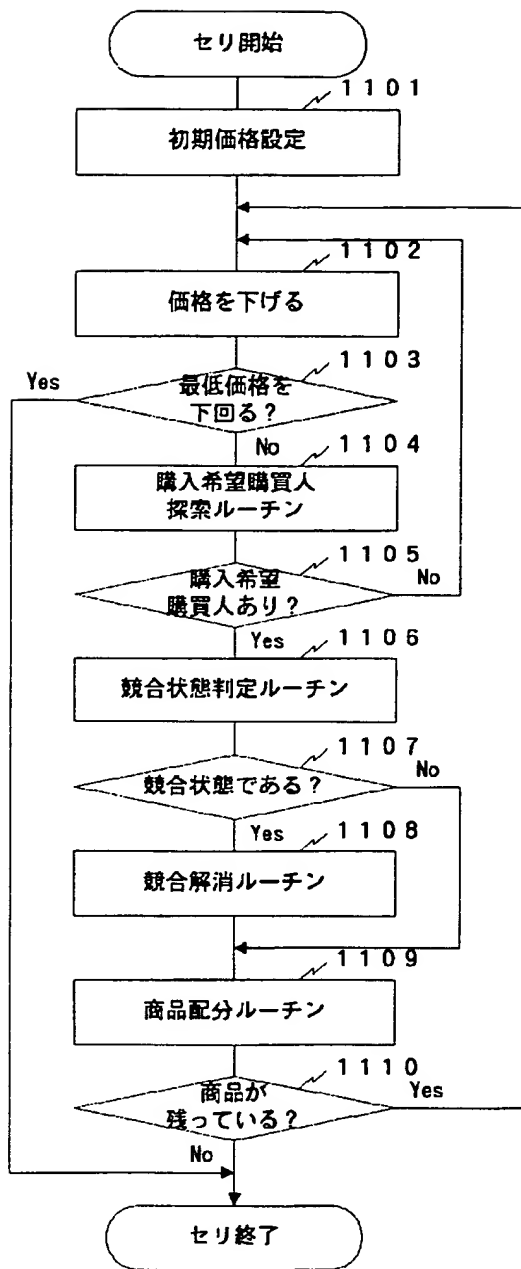 セリ開始
1101
初期価格設定
1102
価格を下げる
1103
Yes
最低価格を
下回る?
No
1104
購入希望購買人
探索ルーチン
1105
購入希望
購買人あり?
No
Yes
1106
競合状態判定ルーチン
1107
競合状態である?
No
Yes
1108
競合解消ルーチン
1109
商品配分ルーチン
1110
商品が
残っている?
Yes
No
セリ終了